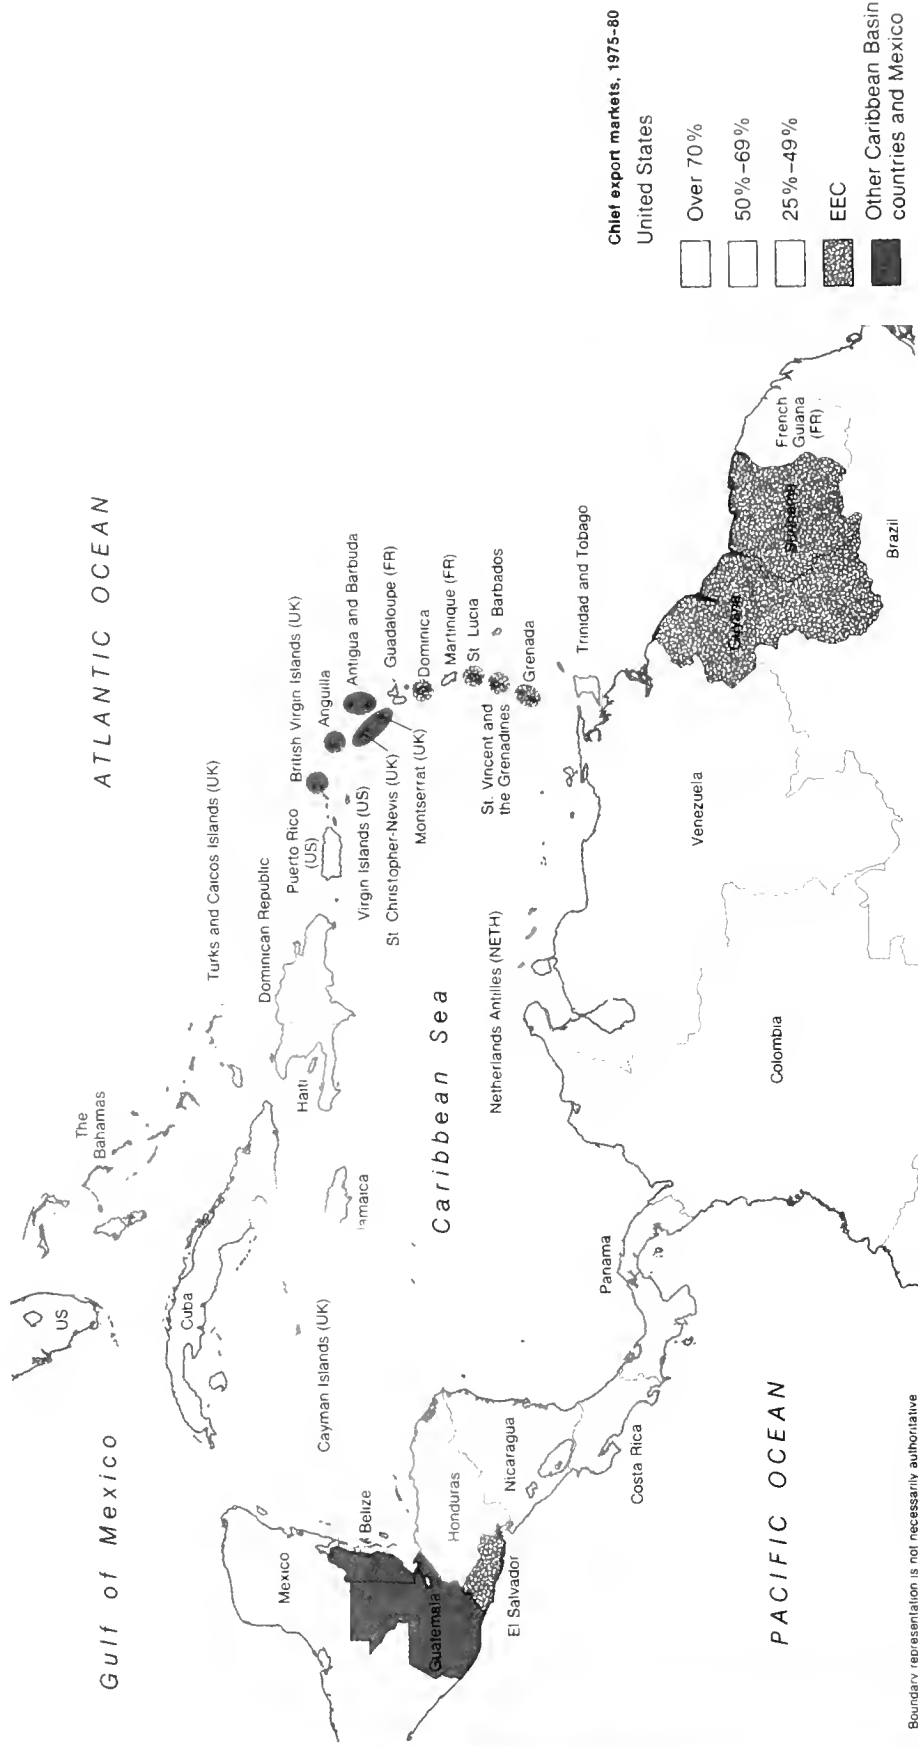 Gulf of Mexico
ATLANTIC OCEAN
US
The
Bahamas
Cuba
Turks and Caicos Islands (UK)
Mexico
Cayman Islands (UK)
Jamaica
Haiti
Dominican Republic
Puerto Rico
(US)
British Virgin Islands (UK)
Anguilla
Antigua and Barbuda
Virgin Islands (US)
St Christopher-Nevis (UK)
Montserrat (UK)
Guadaloupe (FR)
Dominica
Martinique (FR)
St Lucia
Barbados
St. Vincent and
the Grenadines
Grenada
Trinidad and Tobago
Belize
Guatemala
Honduras
El Salvador
Nicaragua
Costa Rica
Panama
Caribbean Sea
Netherlands Antilles (NETH)
Colombia
Venezuela
Guyana
Suriname
French
Guiana
(FR)
Brazil
PACIFIC OCEAN
Chief export markets, 1975-80
United States
Over 70%
50%-69%
25%-49%
EEC
Other Caribbean Basin
countries and Mexico
Boundary representation is not necessarily authoritative